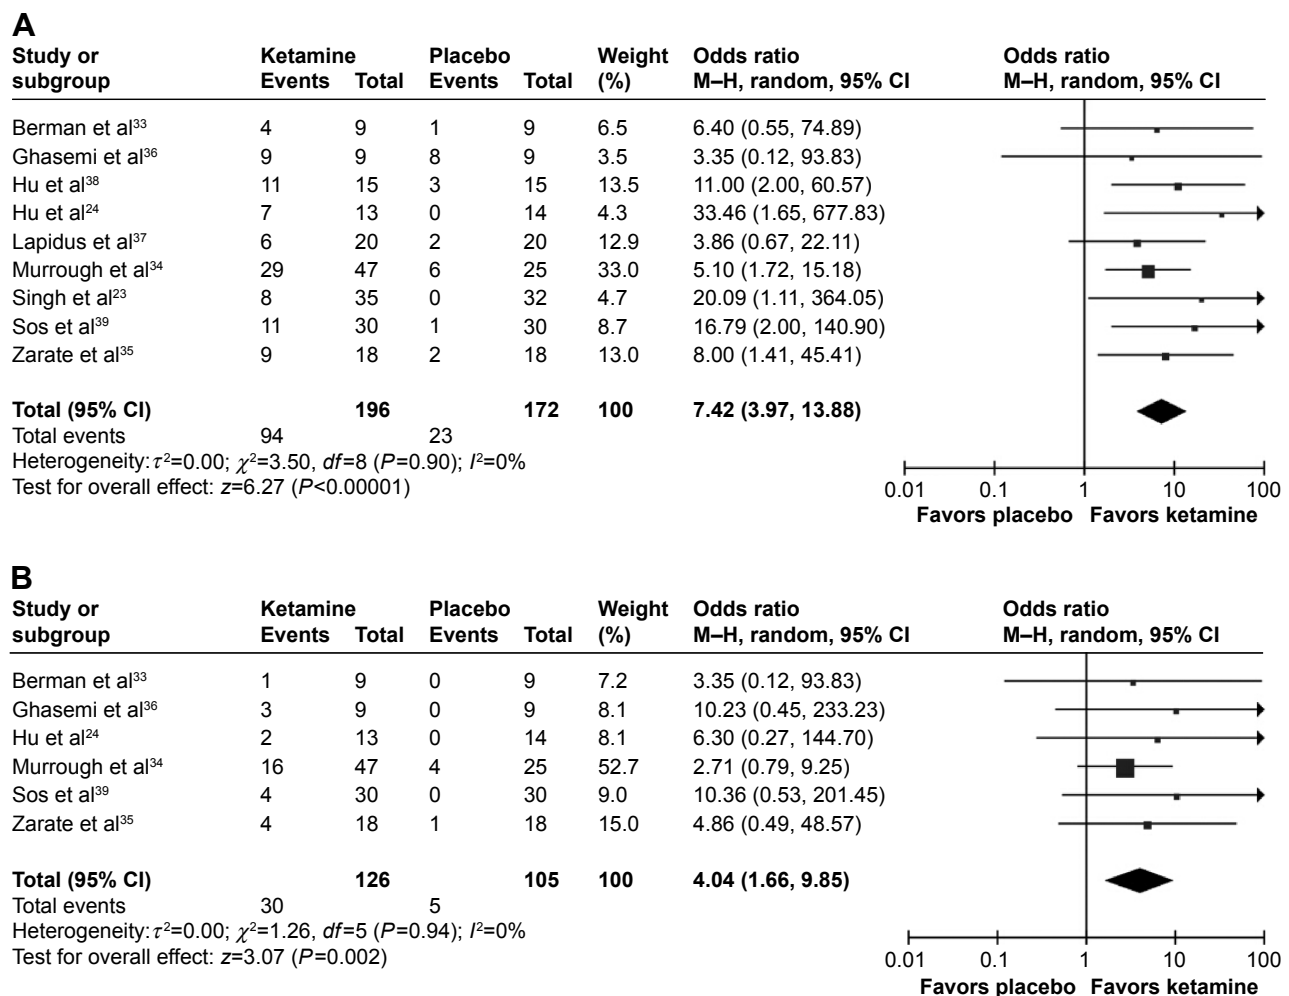 A
Study or Ketamine Placebo Weight Odds ratio Odds ratio
subgroup Events Total Events Total (%) M–H, random, 95% CI M–H, random, 95% CI
Berman et al33 4 9 1 9 6.5 6.40 (0.55, 74.89)
Ghasemi et al36 9 9 8 9 3.5 3.35 (0.12, 93.83)
Hu et al38 11 15 3 15 13.5 11.00 (2.00, 60.57)
Hu et al24 7 13 0 14 4.3 33.46 (1.65, 677.83)
Lapidus et al37 6 20 2 20 12.9 3.86 (0.67, 22.11)
Murrough et al34 29 47 6 25 33.0 5.10 (1.72, 15.18)
Singh et al23 8 35 0 32 4.7 20.09 (1.11, 364.05)
Sos et al39 11 30 1 30 8.7 16.79 (2.00, 140.90)
Zarate et al35 9 18 2 18 13.0 8.00 (1.41, 45.41)
Total (95% CI) 196 172 100 7.42 (3.97, 13.88)
Total events 94 23
Heterogeneity: τ²=0.00; χ²=3.50, df=8 (P=0.90); I²=0%
Test for overall effect: z=6.27 (P<0.00001)
0.01 0.1 1 10 100
Favors placebo Favors ketamine
B
Study or Ketamine Placebo Weight Odds ratio Odds ratio
subgroup Events Total Events Total (%) M–H, random, 95% CI M–H, random, 95% CI
Berman et al33 1 9 0 9 7.2 3.35 (0.12, 93.83)
Ghasemi et al36 3 9 0 9 8.1 10.23 (0.45, 233.23)
Hu et al24 2 13 0 14 8.1 6.30 (0.27, 144.70)
Murrough et al34 16 47 4 25 52.7 2.71 (0.79, 9.25)
Sos et al39 4 30 0 30 9.0 10.36 (0.53, 201.45)
Zarate et al35 4 18 1 18 15.0 4.86 (0.49, 48.57)
Total (95% CI) 126 105 100 4.04 (1.66, 9.85)
Total events 30 5
Heterogeneity: τ²=0.00; χ²=1.26, df=5 (P=0.94); I²=0%
Test for overall effect: z=3.07 (P=0.002)
0.01 0.1 1 10 100
Favors placebo Favors ketamine